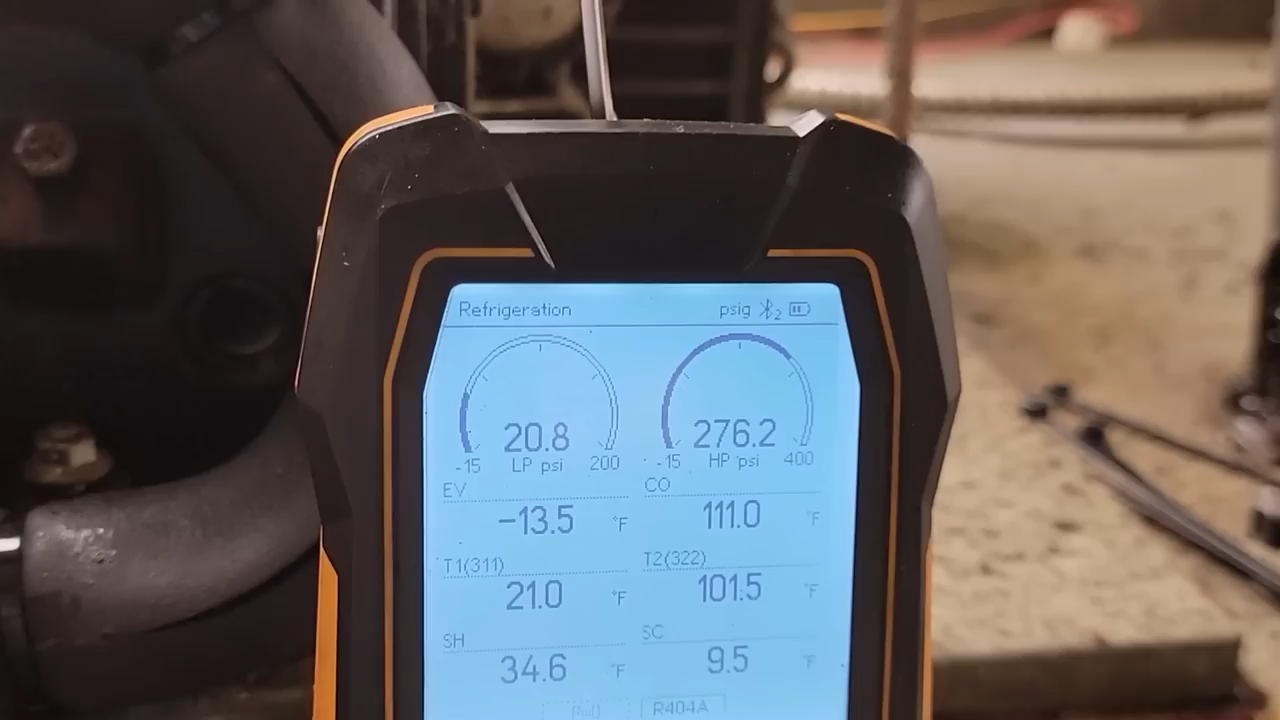 Refrigeration psig 2
20.8 276.2
-15 LP psi 200 -15 HP psi 400
EV CO
-13.5 °F 111.0 °F
T1(311) T2(322)
21.0 °F 101.5 °F
SH SC
34.6 °F 9.5 °F
R404A